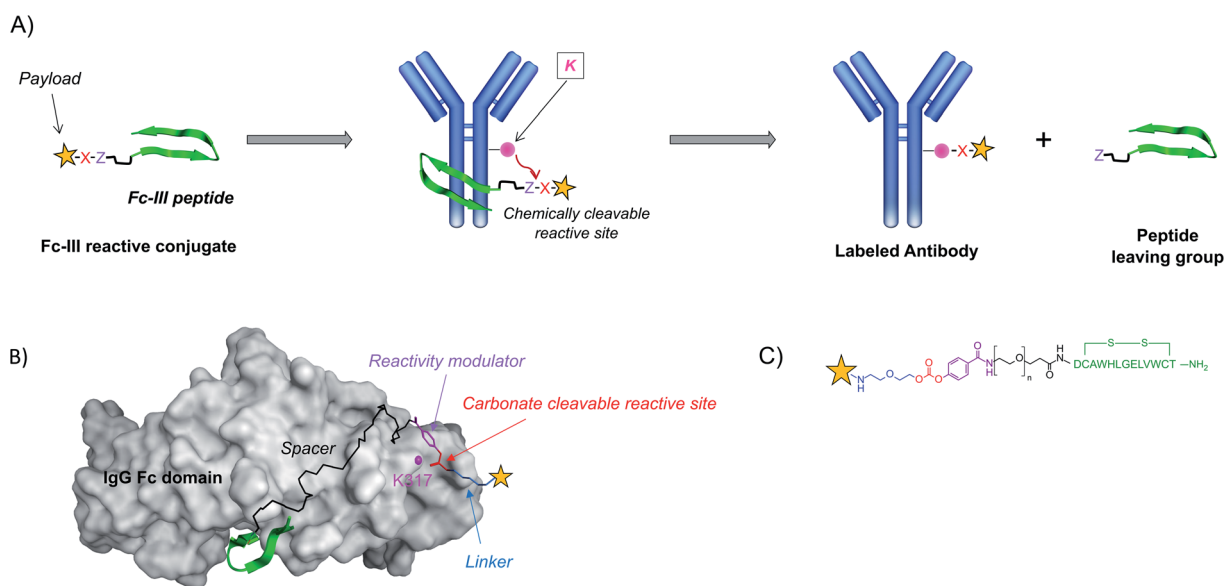 A)
Payload
X
Z
Fc-III peptide
Fc-III reactive conjugate
K
Z
X
Chemically cleavable
reactive site
X
Labeled Antibody
+
Z
Peptide
leaving group
B)
Reactivity modulator
Carbonate cleavable reactive site
Spacer
IgG Fc domain
K317
Linker
C)
N
H
O
O
O
O
O
N
H
O
n
O
H
N
S S
DCAWHLGELVWCT—NH2